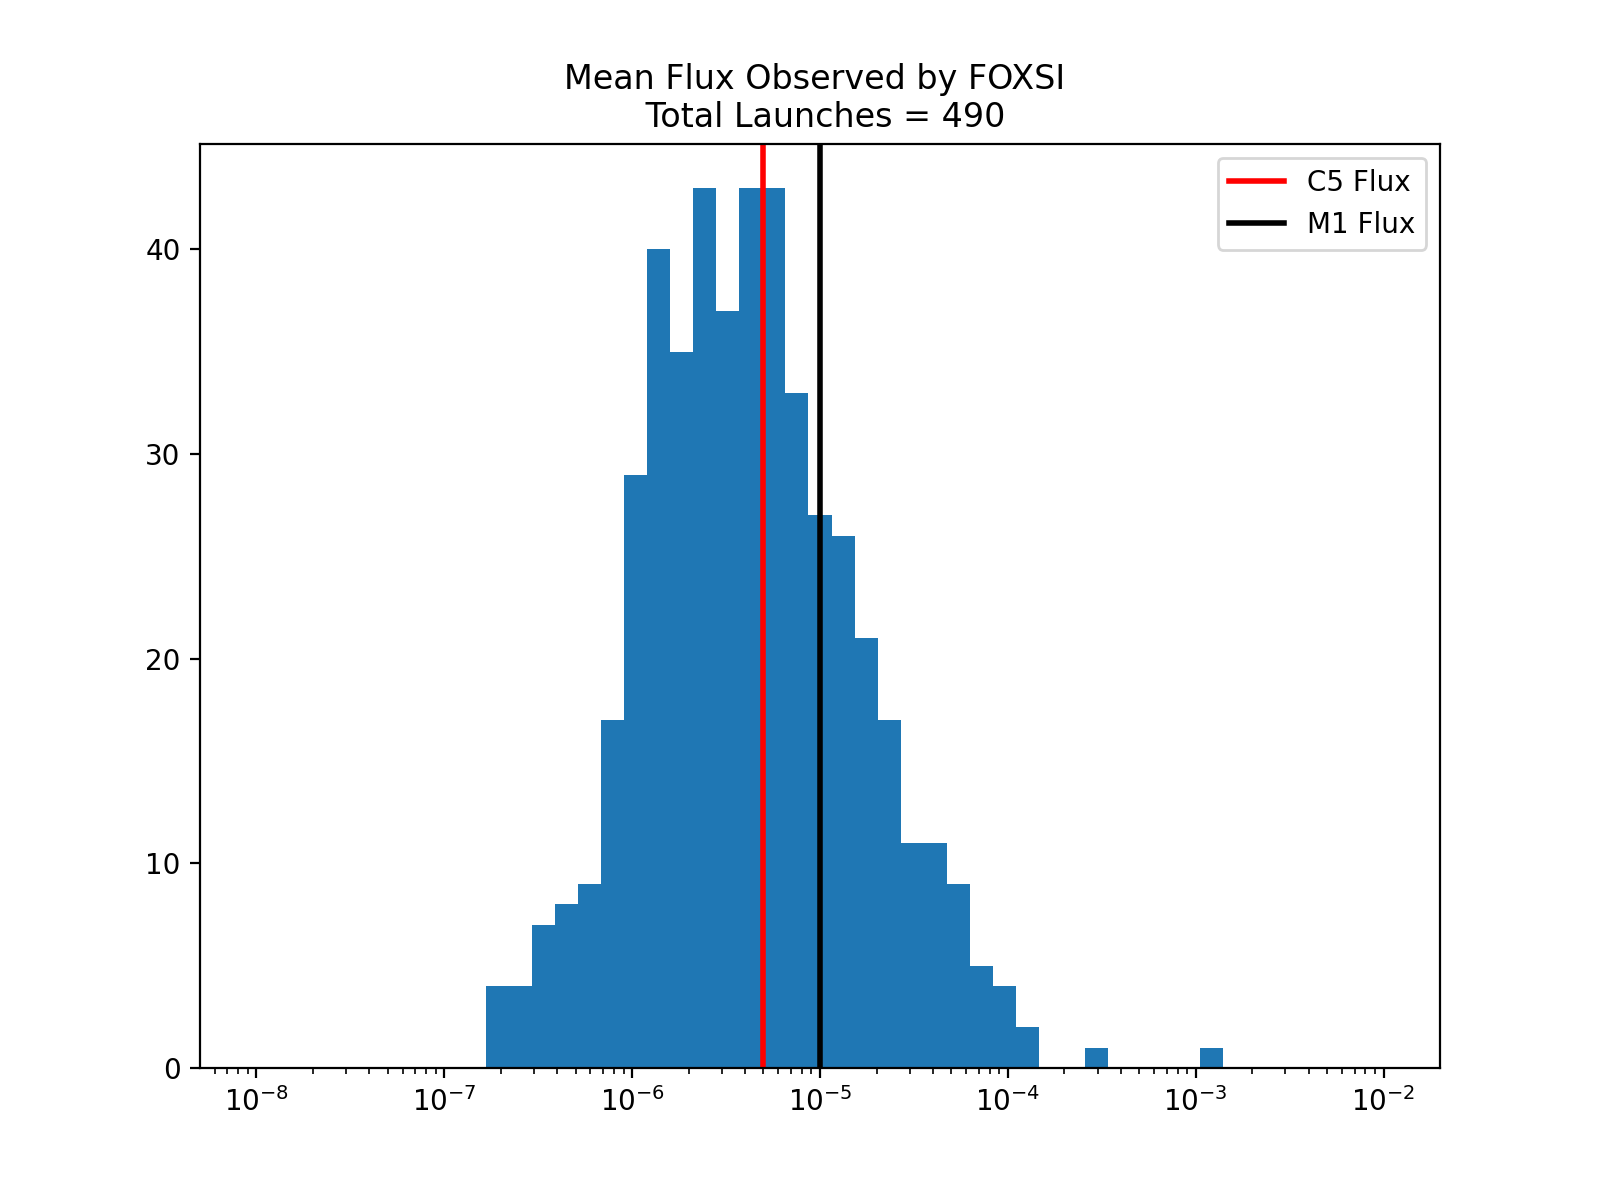 Mean Flux Observed by FOXSI
Total Launches = 490
C5 Flux
M1 Flux
40
30
20
10
0
10⁻⁸ 10⁻⁷ 10⁻⁶ 10⁻⁵ 10⁻⁴ 10⁻³ 10⁻²